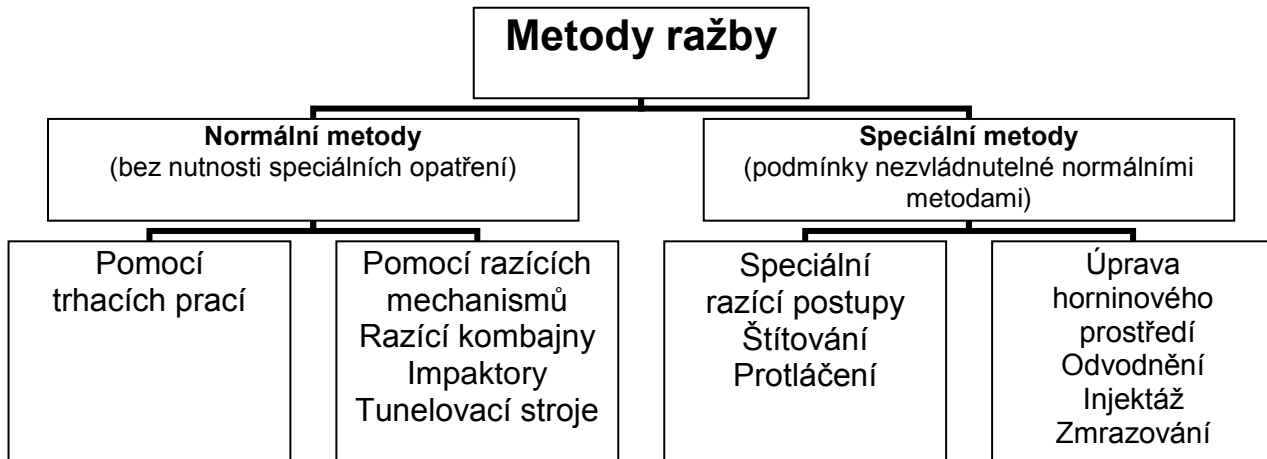 Metody ražby
Normální metody
(bez nutnosti speciálních opatření)
Speciální metody
(podmínky nezvládnutelné normálními
metodami)
Pomocí
trhacích prací
Pomocí razících
mechanismů
Razící kombajny
Impaktory
Tunelovací stroje
Speciální
razící postupy
Štítování
Protláčení
Úprava
horninového
prostředí
Odvodnění
Injektáž
Zmrazování